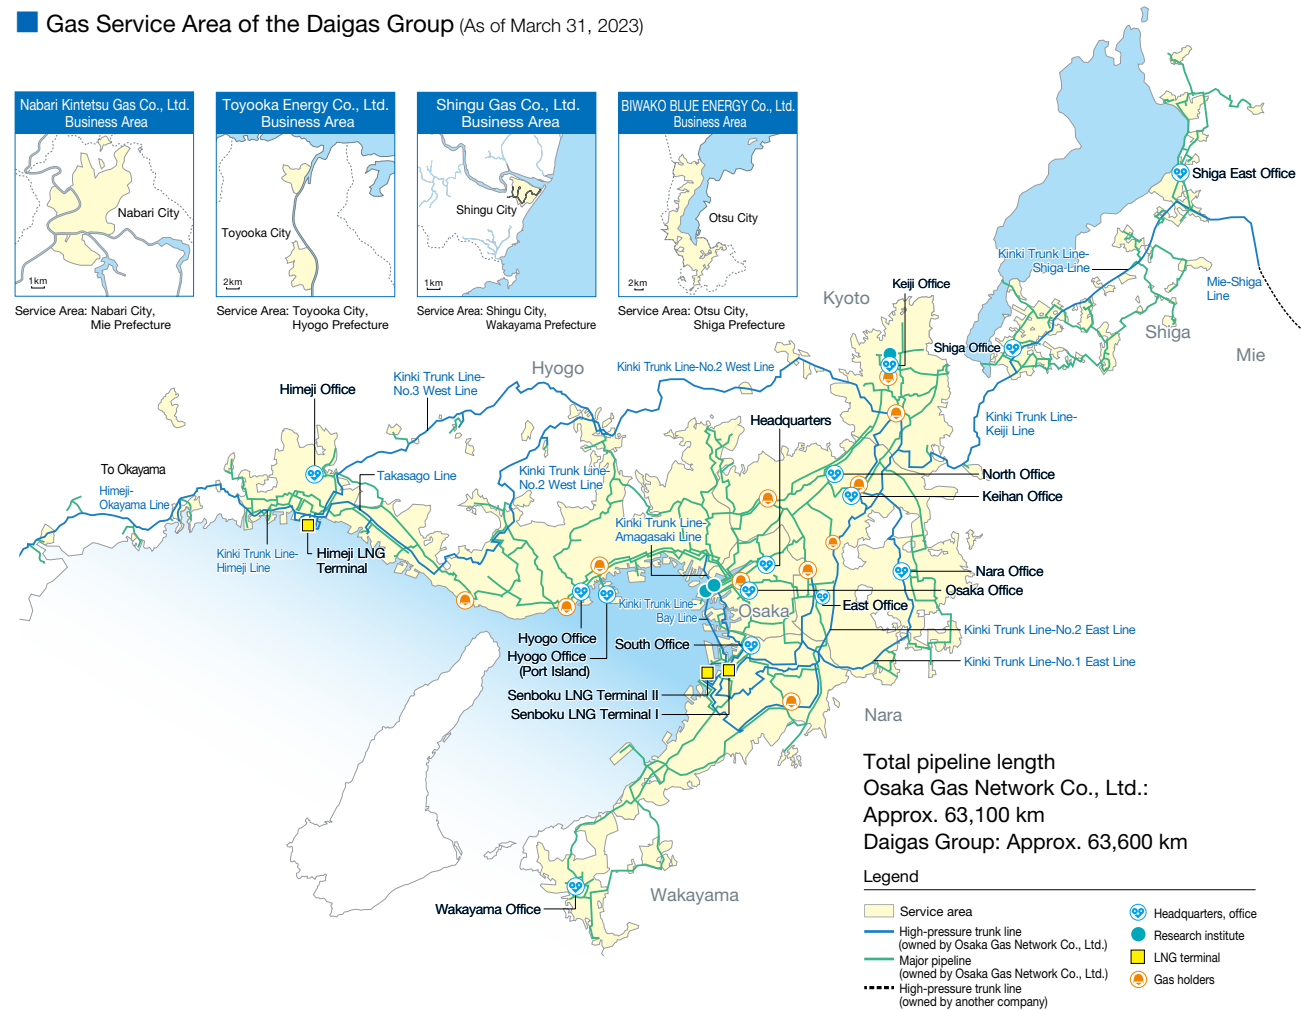 Gas Service Area of the Daigas Group (As of March 31, 2023)
Nabari Kintetsu Gas Co., Ltd.
Business Area
Nabari City
1km
Service Area: Nabari City,
Mie Prefecture
Toyooka Energy Co., Ltd.
Business Area
Toyooka City
2km
Service Area: Toyooka City,
Hyogo Prefecture
Shingu Gas Co., Ltd.
Business Area
Shingu City
1km
Service Area: Shingu City,
Wakayama Prefecture
BIWAKO BLUE ENERGY Co., Ltd.
Business Area
Otsu City
2km
Service Area: Otsu City,
Shiga Prefecture
Shiga East Office
Kinki Trunk Line-
Shiga Line
Mie-Shiga
Line
Keiji Office
Kyoto
Shiga
Shiga Office
Mie
Kinki Trunk Line-No.2 West Line
Hyogo
Kinki Trunk Line-
No.3 West Line
Himeji Office
Headquarters
Kinki Trunk Line-
Keiji Line
To Okayama
Himeji-
Okayama Line
Takasago Line
Kinki Trunk Line-
No.2 West Line
North Office
Keihan Office
Kinki Trunk Line-
Amagasaki Line
Kinki Trunk Line-
Himeji Line
Himeji LNG
Terminal
Nara Office
Osaka Office
Kinki Trunk Line-
Bay Line
Osaka
East Office
Kinki Trunk Line-No.2 East Line
Hyogo Office
South Office
Hyogo Office
(Port Island)
Kinki Trunk Line-No.1 East Line
Senboku LNG Terminal II
Senboku LNG Terminal I
Nara
Wakayama
Wakayama Office
Total pipeline length
Osaka Gas Network Co., Ltd.:
Approx. 63,100 km
Daigas Group: Approx. 63,600 km
Legend
Service area
High-pressure trunk line
(owned by Osaka Gas Network Co., Ltd.)
Major pipeline
(owned by Osaka Gas Network Co., Ltd.)
High-pressure trunk line
(owned by another company)
Headquarters, office
Research institute
LNG terminal
Gas holders